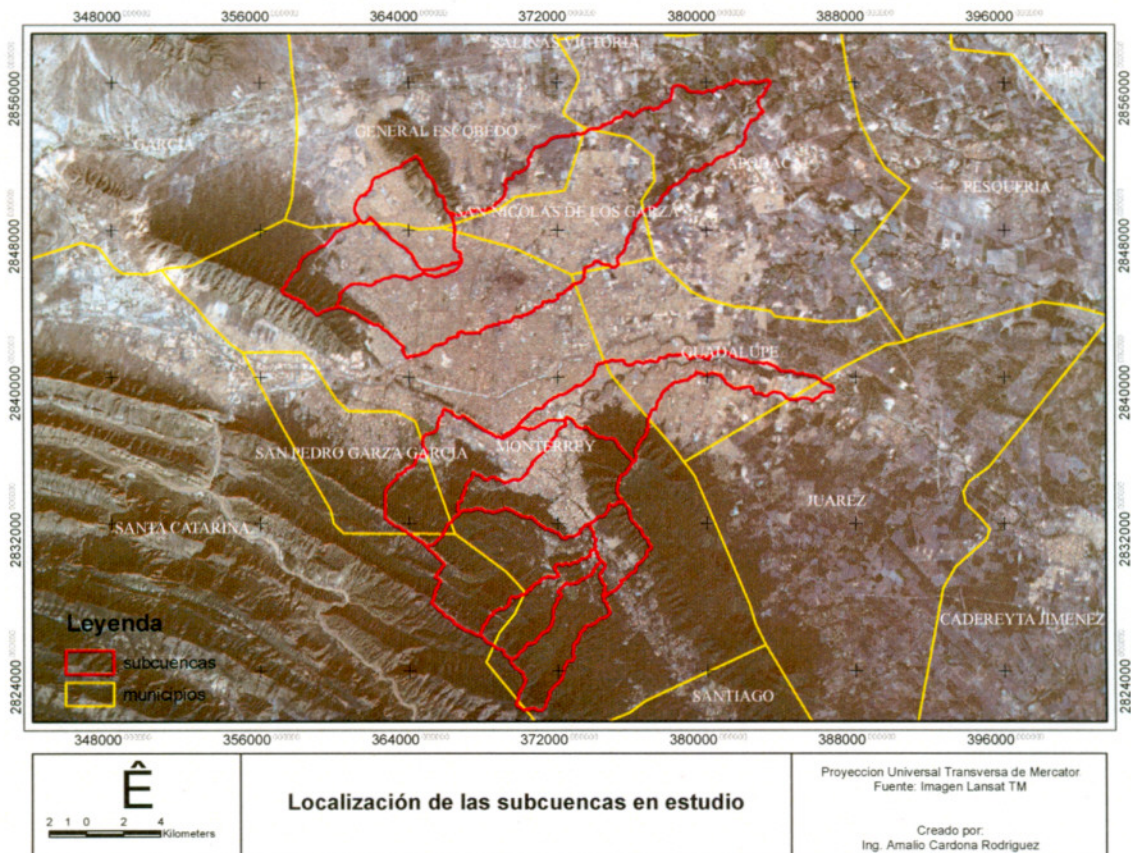 348000 356000 364000 372000 380000 388000 396000
SALINAS VICTORIA
2856000 2856000
GENERAL ESCOBEDO
GARCIA
APODACA
PESQUERIA
SAN NICOLAS DE LOS GARZA
2848000 2848000
GUADALUPE
2840000 2840000
MONTERREY
SAN PEDRO GARZA GARCIA
JUAREZ
SANTA CATARINA
2832000 2832000
CADEREYTA JIMENEZ
Leyenda
subcuencas
municipios
SANTIAGO
2824000 2824000
348000 356000 364000 372000 380000 388000 396000
Ê
2 1 0 2 4
Kilometers
Localización de las subcuencas en estudio
Proyeccion Universal Transversa de Mercator
Fuente: Imagen Lansat TM
Creado por:
Ing. Amalio Cardona Rodriguez